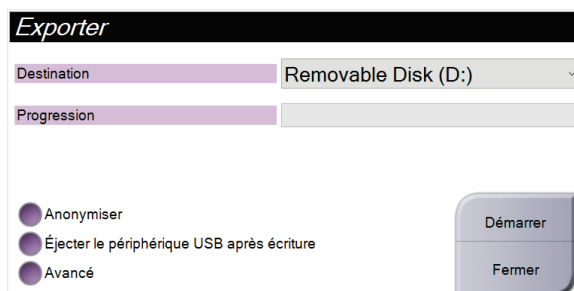 Exporter
Destination
Removable Disk (D:)
Progression
Anonymiser
Éjecter le périphérique USB après écriture
Avancé
Démarrer
Fermer